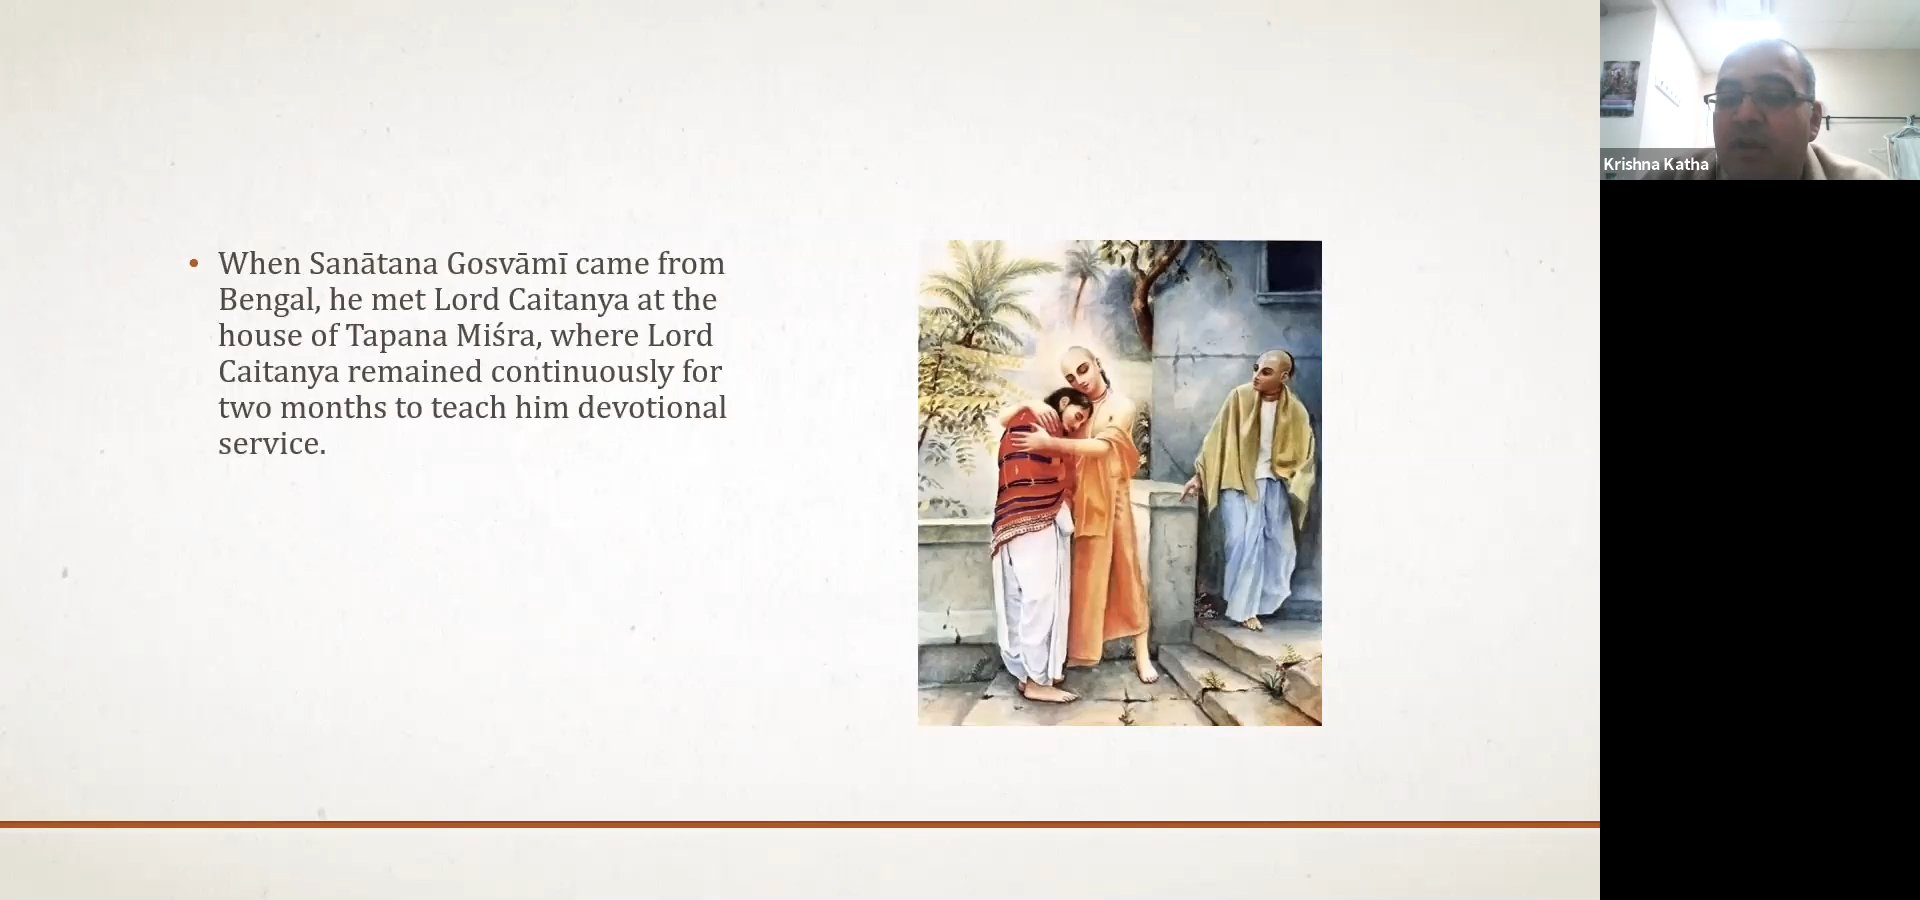 • When Sanātana Gosvāmī came from
Bengal, he met Lord Caitanya at the
house of Tapana Miśra, where Lord
Caitanya remained continuously for
two months to teach him devotional
service.
Krishna Katha